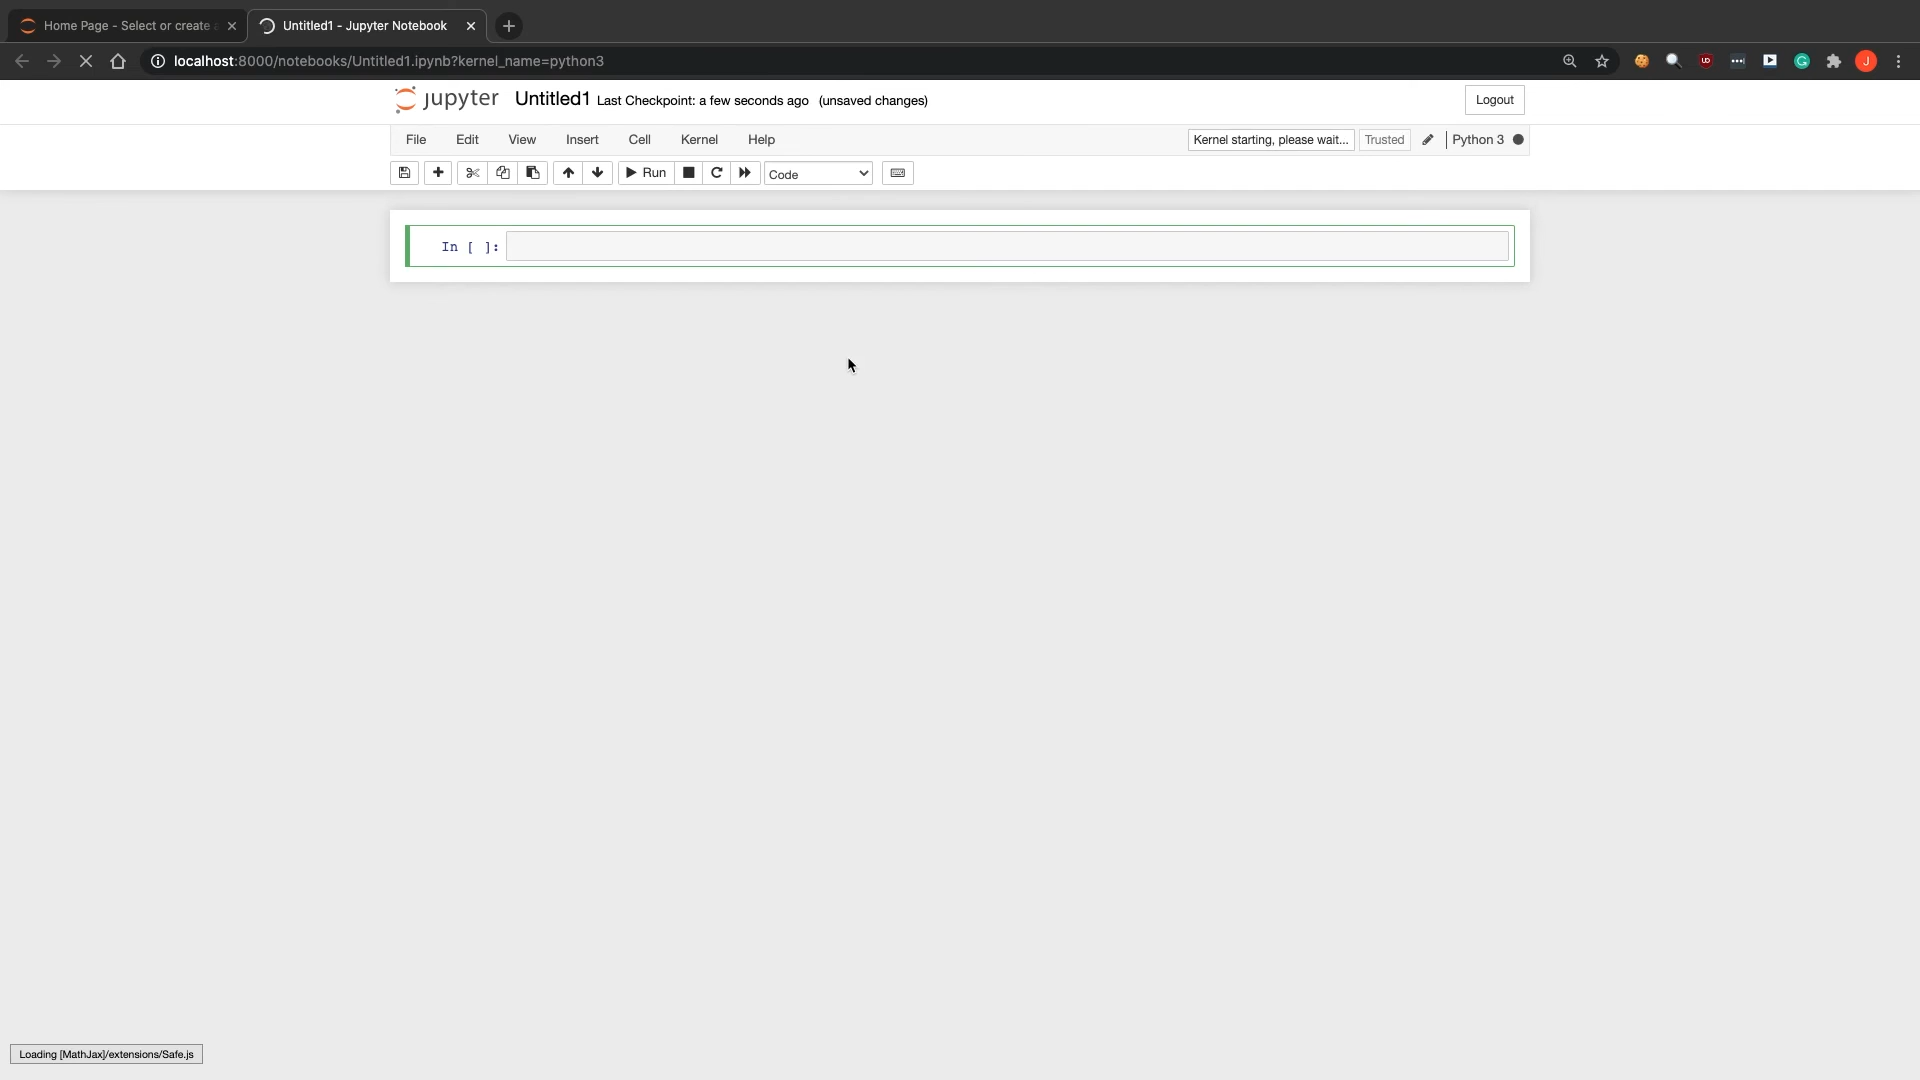 Home Page - Select or create
Untitled1 - Jupyter Notebook
localhost:8000/notebooks/Untitled1.ipynb?kernel_name=python3
J
jupyter Untitled1 Last Checkpoint: a few seconds ago (unsaved changes)
Logout
File Edit View Insert Cell Kernel Help
Kernel starting, please wait... Trusted Python 3
Run Code
In [ ]:
Loading [MathJax]/extensions/Safe.js